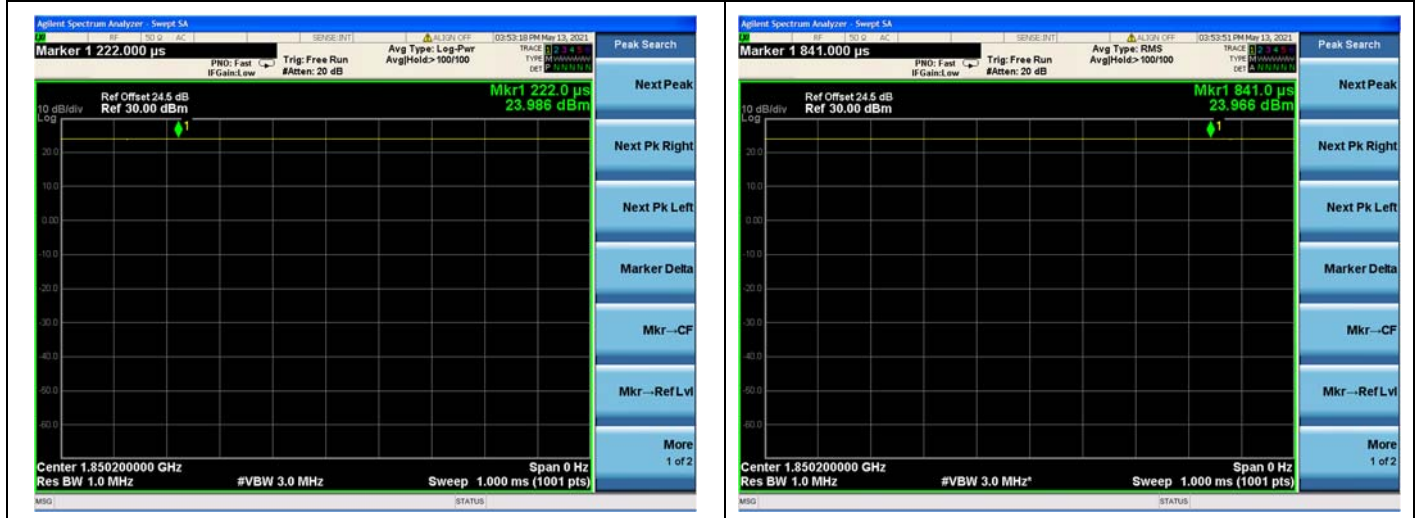 Agilent Spectrum Analyzer - Swept SA
RF 50 Ω AC SENSE:INT ALIGN OFF 03:53:18 PM May 13, 2021
Marker 1 222.000 µs
PNO: Fast
IFGain:Low
Trig: Free Run
#Atten: 20 dB
Avg Type: Log-Pwr
Avg|Hold:>100/100
TRACE 1 2 3 4 5 6
TYPE M
DET P N N N N N
Peak Search
Ref Offset 24.5 dB
Ref 30.00 dBm
10 dB/div
Log
Mkr1 222.0 µs
23.986 dBm
1
20.0
10.0
0.00
-10.0
-20.0
-30.0
-40.0
-50.0
-60.0
Center 1.850200000 GHz
Span 0 Hz
Res BW 1.0 MHz
#VBW 3.0 MHz
Sweep 1.000 ms (1001 pts)
MSG
STATUS
Next Peak
Next Pk Right
Next Pk Left
Marker Delta
Mkr→CF
Mkr→Ref Lvl
More
1 of 2
Agilent Spectrum Analyzer - Swept SA
RF 50 Ω AC SENSE:INT ALIGN OFF 03:53:51 PM May 13, 2021
Marker 1 841.000 µs
PNO: Fast
IFGain:Low
Trig: Free Run
#Atten: 20 dB
Avg Type: RMS
Avg|Hold:>100/100
TRACE 1 2 3 4 5 6
TYPE M
DET A N N N N N
Peak Search
Ref Offset 24.5 dB
Ref 30.00 dBm
10 dB/div
Log
Mkr1 841.0 µs
23.966 dBm
1
20.0
10.0
0.00
-10.0
-20.0
-30.0
-40.0
-50.0
-60.0
Center 1.850200000 GHz
Span 0 Hz
Res BW 1.0 MHz
#VBW 3.0 MHz*
Sweep 1.000 ms (1001 pts)
MSG
STATUS
Next Peak
Next Pk Right
Next Pk Left
Marker Delta
Mkr→CF
Mkr→Ref Lvl
More
1 of 2